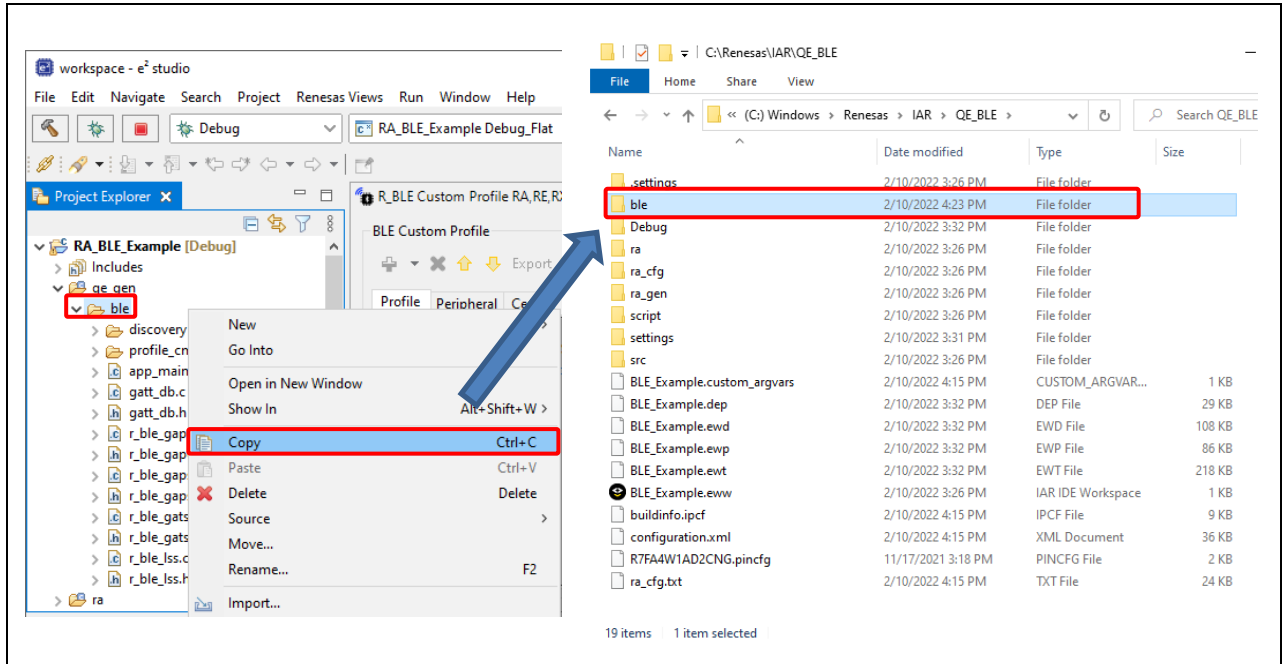 workspace - e² studio
File Edit Navigate Search Project Renesas Views Run Window Help
Debug
RA_BLE_Example Debug_Flat
Project Explorer
R_BLE Custom Profile RA,RE,RX
RA_BLE_Example [Debug]
BLE Custom Profile
Includes
Export
qe_gen
Profile Peripheral Ce
ble
discovery
profile_cm
app_main
gatt_db.c
gatt_db.h
r_ble_gap
r_ble_gap
r_ble_gap
r_ble_gap
r_ble_gats
r_ble_gats
r_ble_lss.c
r_ble_lss.h
ra
New
Go Into
Open in New Window
Show In Alt+Shift+W >
Copy Ctrl+C
Paste Ctrl+V
Delete Delete
Source
Move...
Rename... F2
Import...
C:\Renesas\IAR\QE_BLE
File Home Share View
« (C:) Windows > Renesas > IAR > QE_BLE >
Search QE_BLE
Name Date modified Type Size
.settings 2/10/2022 3:26 PM File folder
ble 2/10/2022 4:23 PM File folder
Debug 2/10/2022 3:32 PM File folder
ra 2/10/2022 3:26 PM File folder
ra_cfg 2/10/2022 3:26 PM File folder
ra_gen 2/10/2022 3:26 PM File folder
script 2/10/2022 3:26 PM File folder
settings 2/10/2022 3:31 PM File folder
src 2/10/2022 3:26 PM File folder
BLE_Example.custom_argvars 2/10/2022 4:15 PM CUSTOM_ARGVAR... 1 KB
BLE_Example.dep 2/10/2022 3:32 PM DEP File 29 KB
BLE_Example.ewd 2/10/2022 3:32 PM EWD File 108 KB
BLE_Example.ewp 2/10/2022 3:32 PM EWP File 86 KB
BLE_Example.ewt 2/10/2022 3:32 PM EWT File 218 KB
BLE_Example.eww 2/10/2022 3:26 PM IAR IDE Workspace 1 KB
buildinfo.ipcf 2/10/2022 4:15 PM IPCF File 9 KB
configuration.xml 2/10/2022 4:15 PM XML Document 36 KB
R7FA4W1AD2CNG.pincfg 11/17/2021 3:18 PM PINCFG File 2 KB
ra_cfg.txt 2/10/2022 4:15 PM TXT File 24 KB
19 items 1 item selected